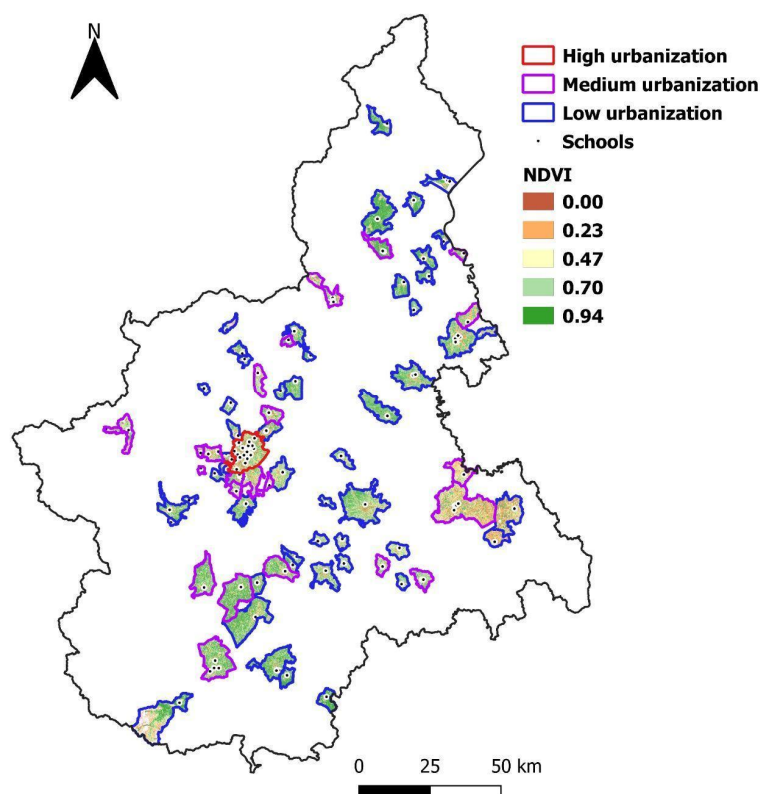 N
High urbanization
Medium urbanization
Low urbanization
Schools
NDVI
0.00
0.23
0.47
0.70
0.94
0 25 50 km